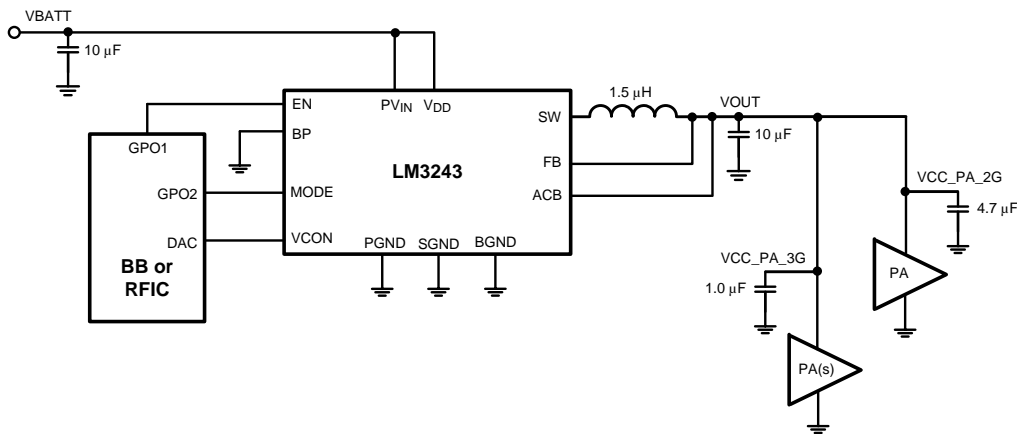 VBATT
10 μF
EN
BP
MODE
VCON
PVIN
VDD
LM3243
SW
FB
ACB
PGND
SGND
BGND
GPO1
GPO2
DAC
BB or
RFIC
1.5 μH
VOUT
10 μF
VCC_PA_2G
4.7 μF
PA
VCC_PA_3G
1.0 μF
PA(s)